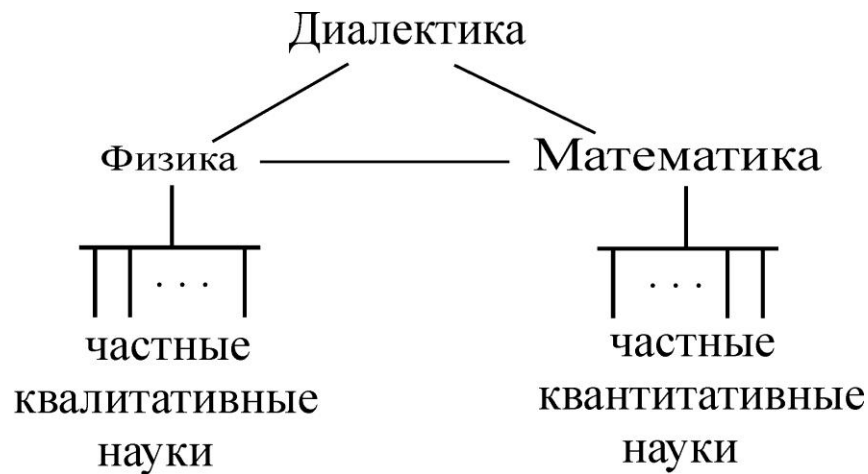 Диалектика
Физика
Математика
. . .
. . .
частные
квалитативные
науки
частные
квантитативные
науки